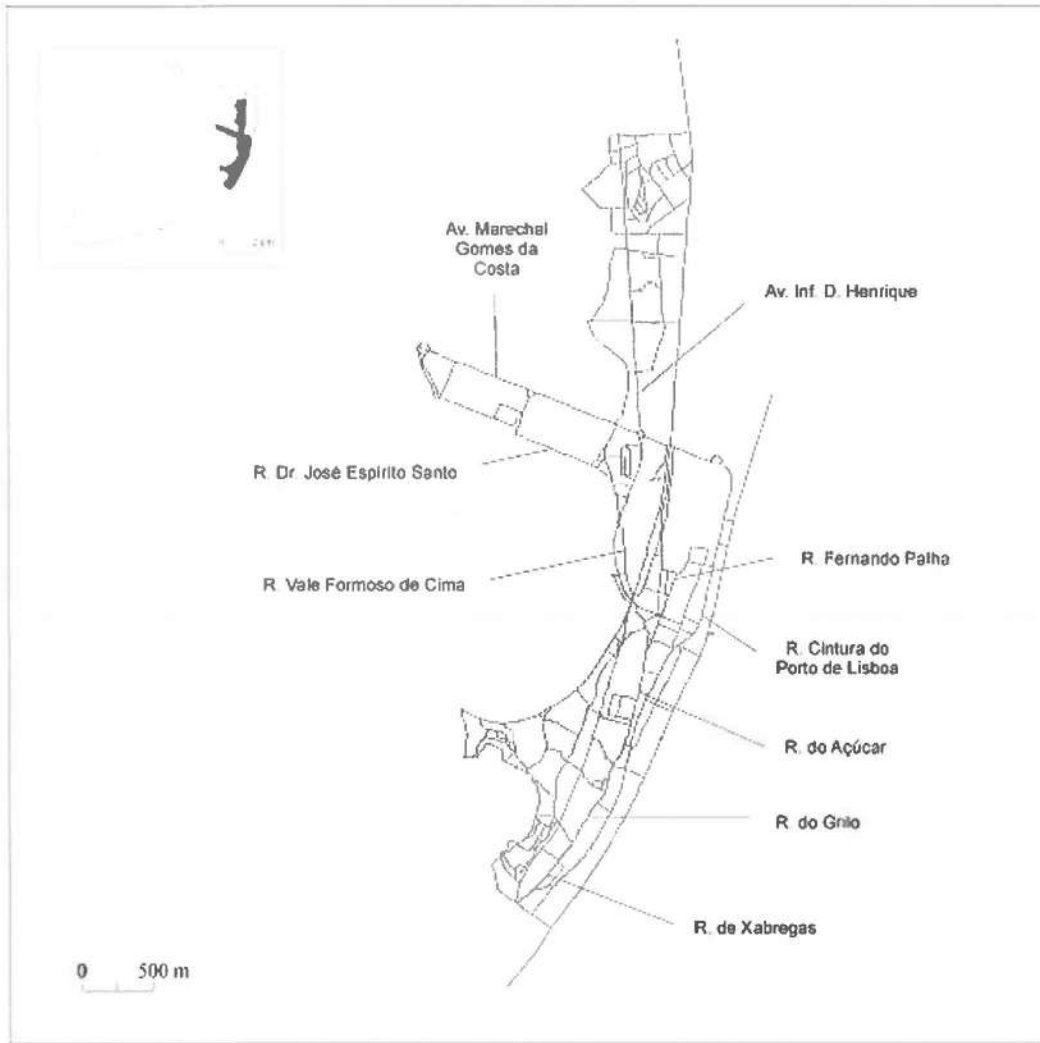 Av. Marechal
Gomes da
Costa
Av. Inf. D. Henrique
R. Dr. José Espírito Santo
R. Fernando Palha
R. Vale Formoso de Cima
R. Cintura do
Porto de Lisboa
R. do Açúcar
R. do Grilo
R. de Xabregas
0 500 m